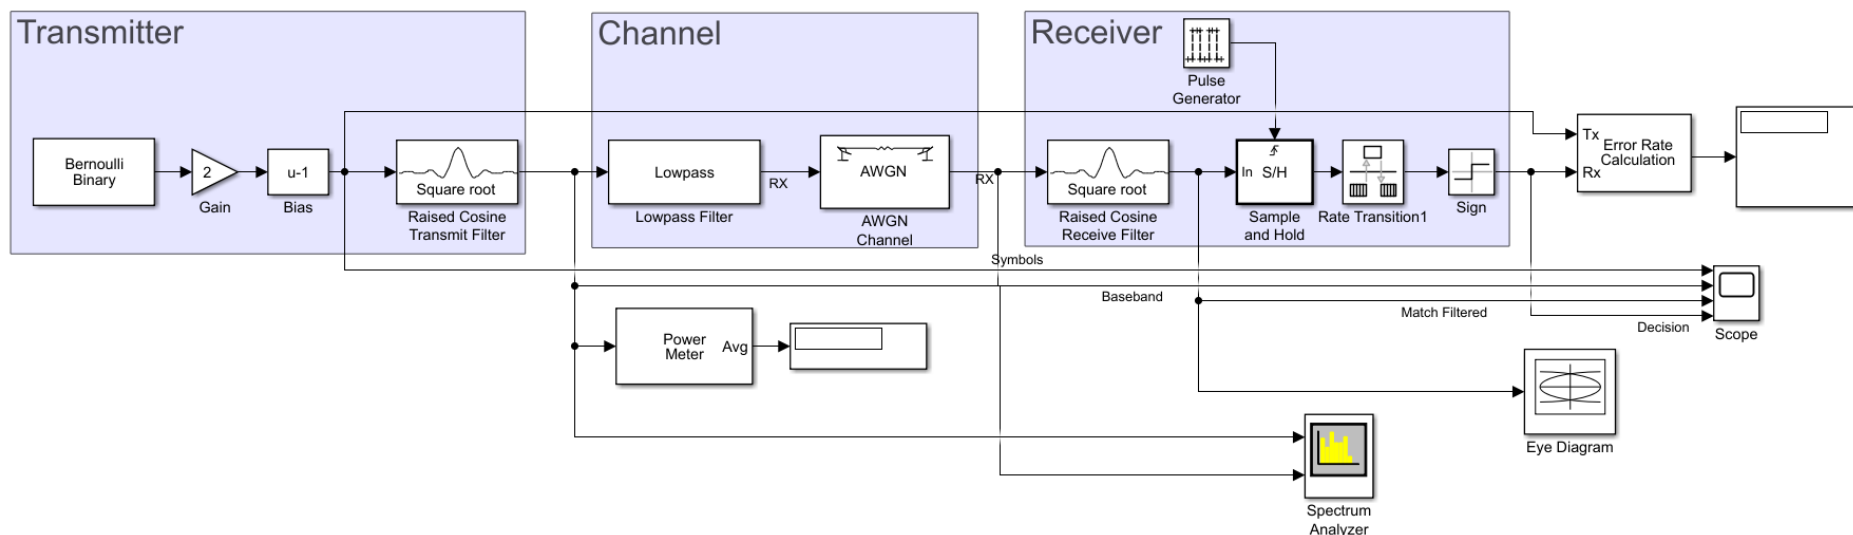 Transmitter
Channel
Receiver
Pulse
Generator
Bernoulli
Binary
2
Gain
u-1
Bias
Square root
Raised Cosine
Transmit Filter
Lowpass
Lowpass Filter
RX
AWGN
AWGN
Channel
RX
Square root
Raised Cosine
Receive Filter
In
S/H
Sample
and Hold
Rate Transition1
Sign
Tx
Rx
Error Rate
Calculation
Symbols
Baseband
Match Filtered
Decision
Scope
Power
Meter
Avg
Eye Diagram
Spectrum
Analyzer